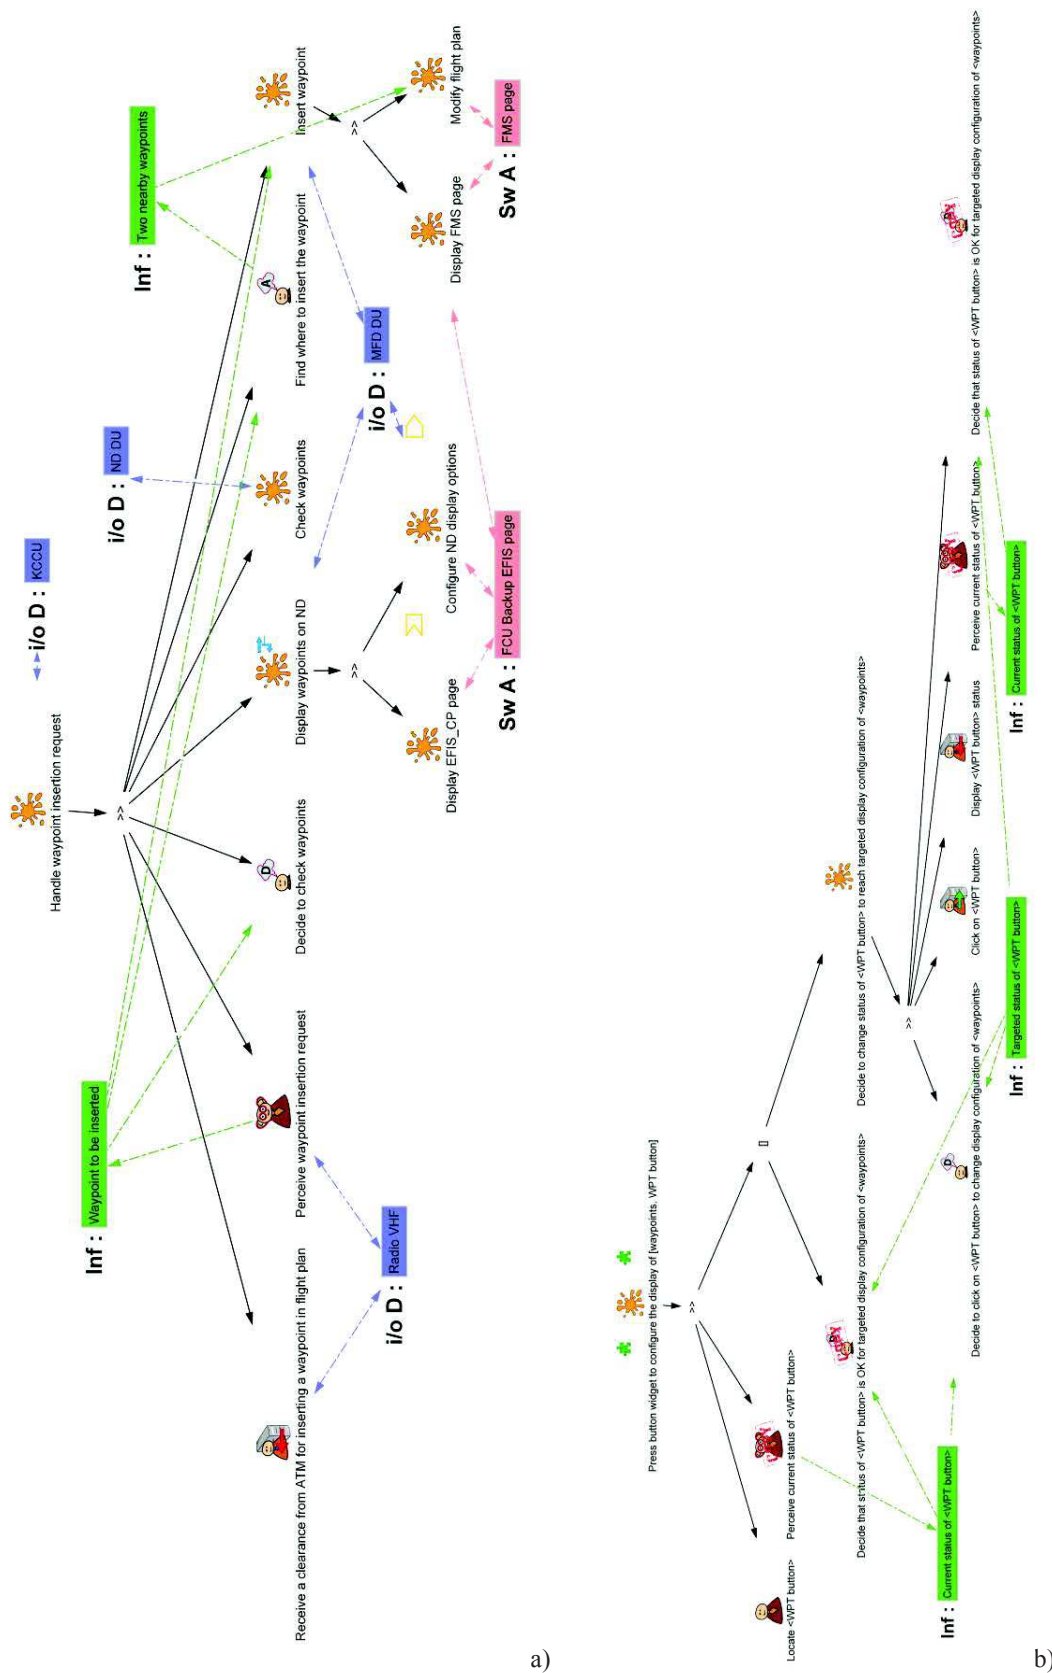 Handle waypoint insertion request
>>
i/o D : KCCU
i/o D : ND DU
Inf : Waypoint to be inserted
Inf : Two nearby waypoints
D
A
Receive a clearance from ATM for inserting a waypoint in flight plan
Perceive waypoint insertion request
Decide to check waypoints
Display waypoints on ND
Check waypoints
Find where to insert the waypoint
Insert waypoint
>>
>>
i/o D : Radio VHF
i/o D : MFD DU
Display EFIS_CP page
Configure ND display options
Display FMS page
Modify flight plan
Sw A : FCU Backup EFIS page
Sw A : FMS page
a)
Press button widget to configure the display of [waypoints, WPT button]
>>
[]
Locate <WPT button>
Perceive current status of <WPT button>
Decide that status of <WPT button> is OK for targeted display configuration of <waypoints>
Decide to change status of <WPT button> to reach targeted display configuration of <waypoints>
>>
D
Decide to click on <WPT button> to change display configuration of <waypoints>
Click on <WPT button>
Display <WPT button> status
Perceive current status of <WPT button>
Decide that status of <WPT button> is OK for targeted display configuration of <waypoints>
Inf : Current status of <WPT button>
Inf : Targeted status of <WPT button>
Inf : Current status of <WPT button>
b)